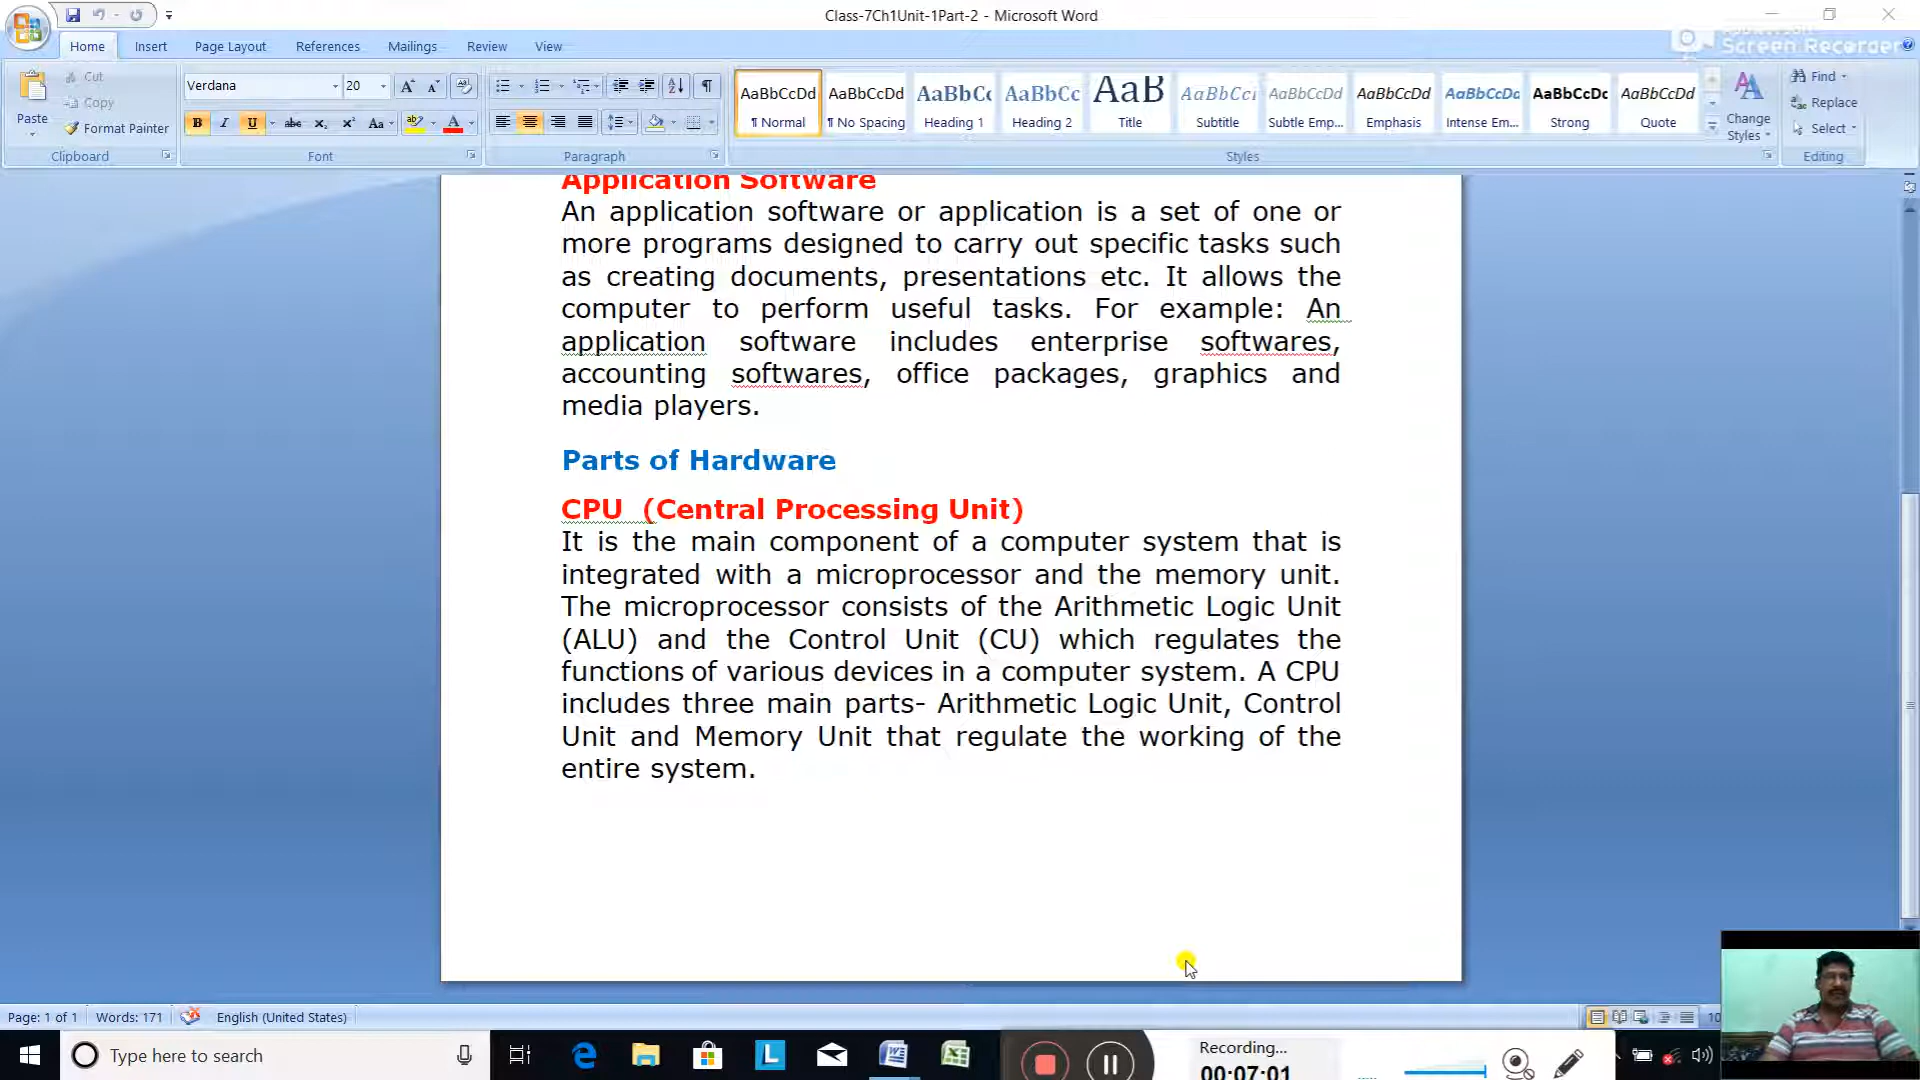 Class-7Ch1Unit-1Part-2 - Microsoft Word
Screen Recorder
Home Insert Page Layout References Mailings Review View
Paste
Cut
Copy
Format Painter
Clipboard
Verdana 20
B I U abe x₂ x² Aa
Font
Paragraph
AaBbCcDd AaBbCcDd AaBbCc AaBbCc AaB AaBbCcI AaBbCcDd AaBbCcDd AaBbCcDd AaBbCcDc AaBbCcDd
¶ Normal ¶ No Spacing Heading 1 Heading 2 Title Subtitle Subtle Emp... Emphasis Intense Em... Strong Quote
Styles
Change Styles
Find
Replace
Select
Editing
Application Software
An application software or application is a set of one or
more programs designed to carry out specific tasks such
as creating documents, presentations etc. It allows the
computer to perform useful tasks. For example: An
application software includes enterprise softwares,
accounting softwares, office packages, graphics and
media players.
Parts of Hardware
CPU (Central Processing Unit)
It is the main component of a computer system that is
integrated with a microprocessor and the memory unit.
The microprocessor consists of the Arithmetic Logic Unit
(ALU) and the Control Unit (CU) which regulates the
functions of various devices in a computer system. A CPU
includes three main parts- Arithmetic Logic Unit, Control
Unit and Memory Unit that regulate the working of the
entire system.
Page: 1 of 1 Words: 171 English (United States)
Type here to search
Recording...
00:07:01